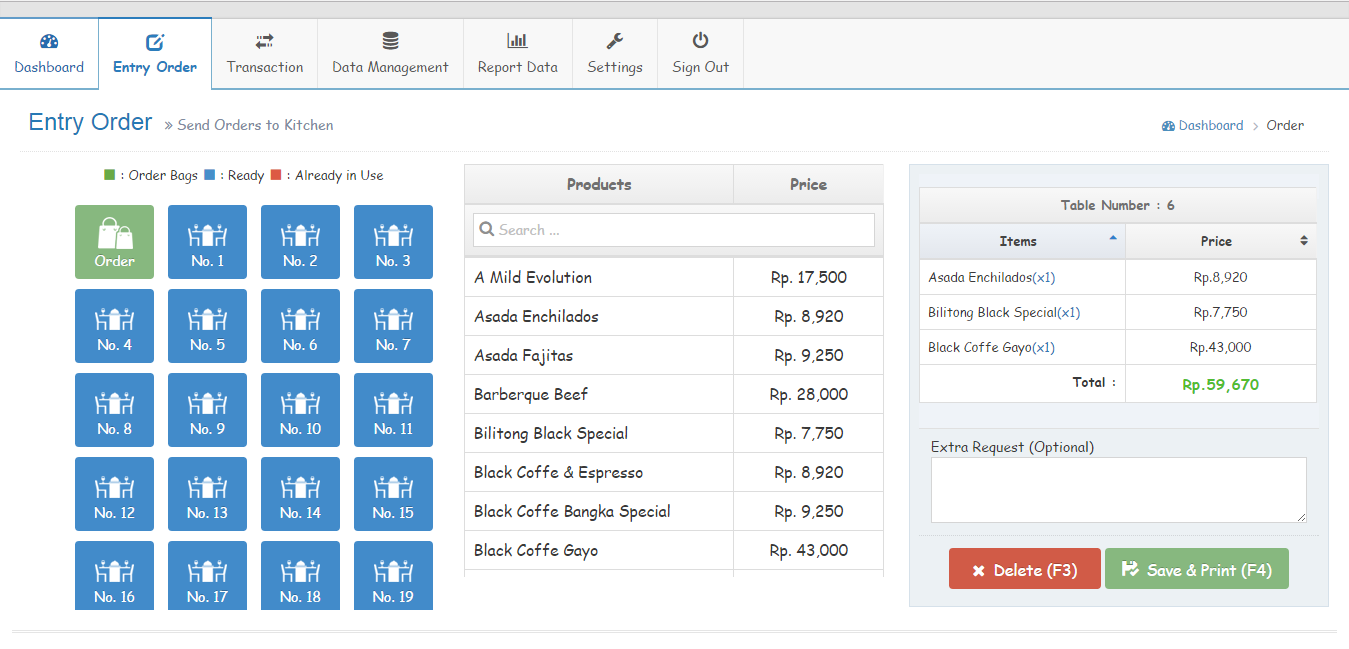 Dashboard Entry Order Transaction Data Management Report Data Settings Sign Out
Entry Order » Send Orders to Kitchen
Dashboard > Order
: Order Bags : Ready : Already in Use
Order No. 1 No. 2 No. 3
No. 4 No. 5 No. 6 No. 7
No. 8 No. 9 No. 10 No. 11
No. 12 No. 13 No. 14 No. 15
No. 16 No. 17 No. 18 No. 19
Products Price
Search ...
A Mild Evolution Rp. 17,500
Asada Enchilados Rp. 8,920
Asada Fajitas Rp. 9,250
Barberque Beef Rp. 28,000
Bilitong Black Special Rp. 7,750
Black Coffe & Espresso Rp. 8,920
Black Coffe Bangka Special Rp. 9,250
Black Coffe Gayo Rp. 43,000
Table Number : 6
Items Price
Asada Enchilados(x1) Rp.8,920
Bilitong Black Special(x1) Rp.7,750
Black Coffe Gayo(x1) Rp.43,000
Total : Rp.59,670
Extra Request (Optional)
Delete (F3) Save & Print (F4)